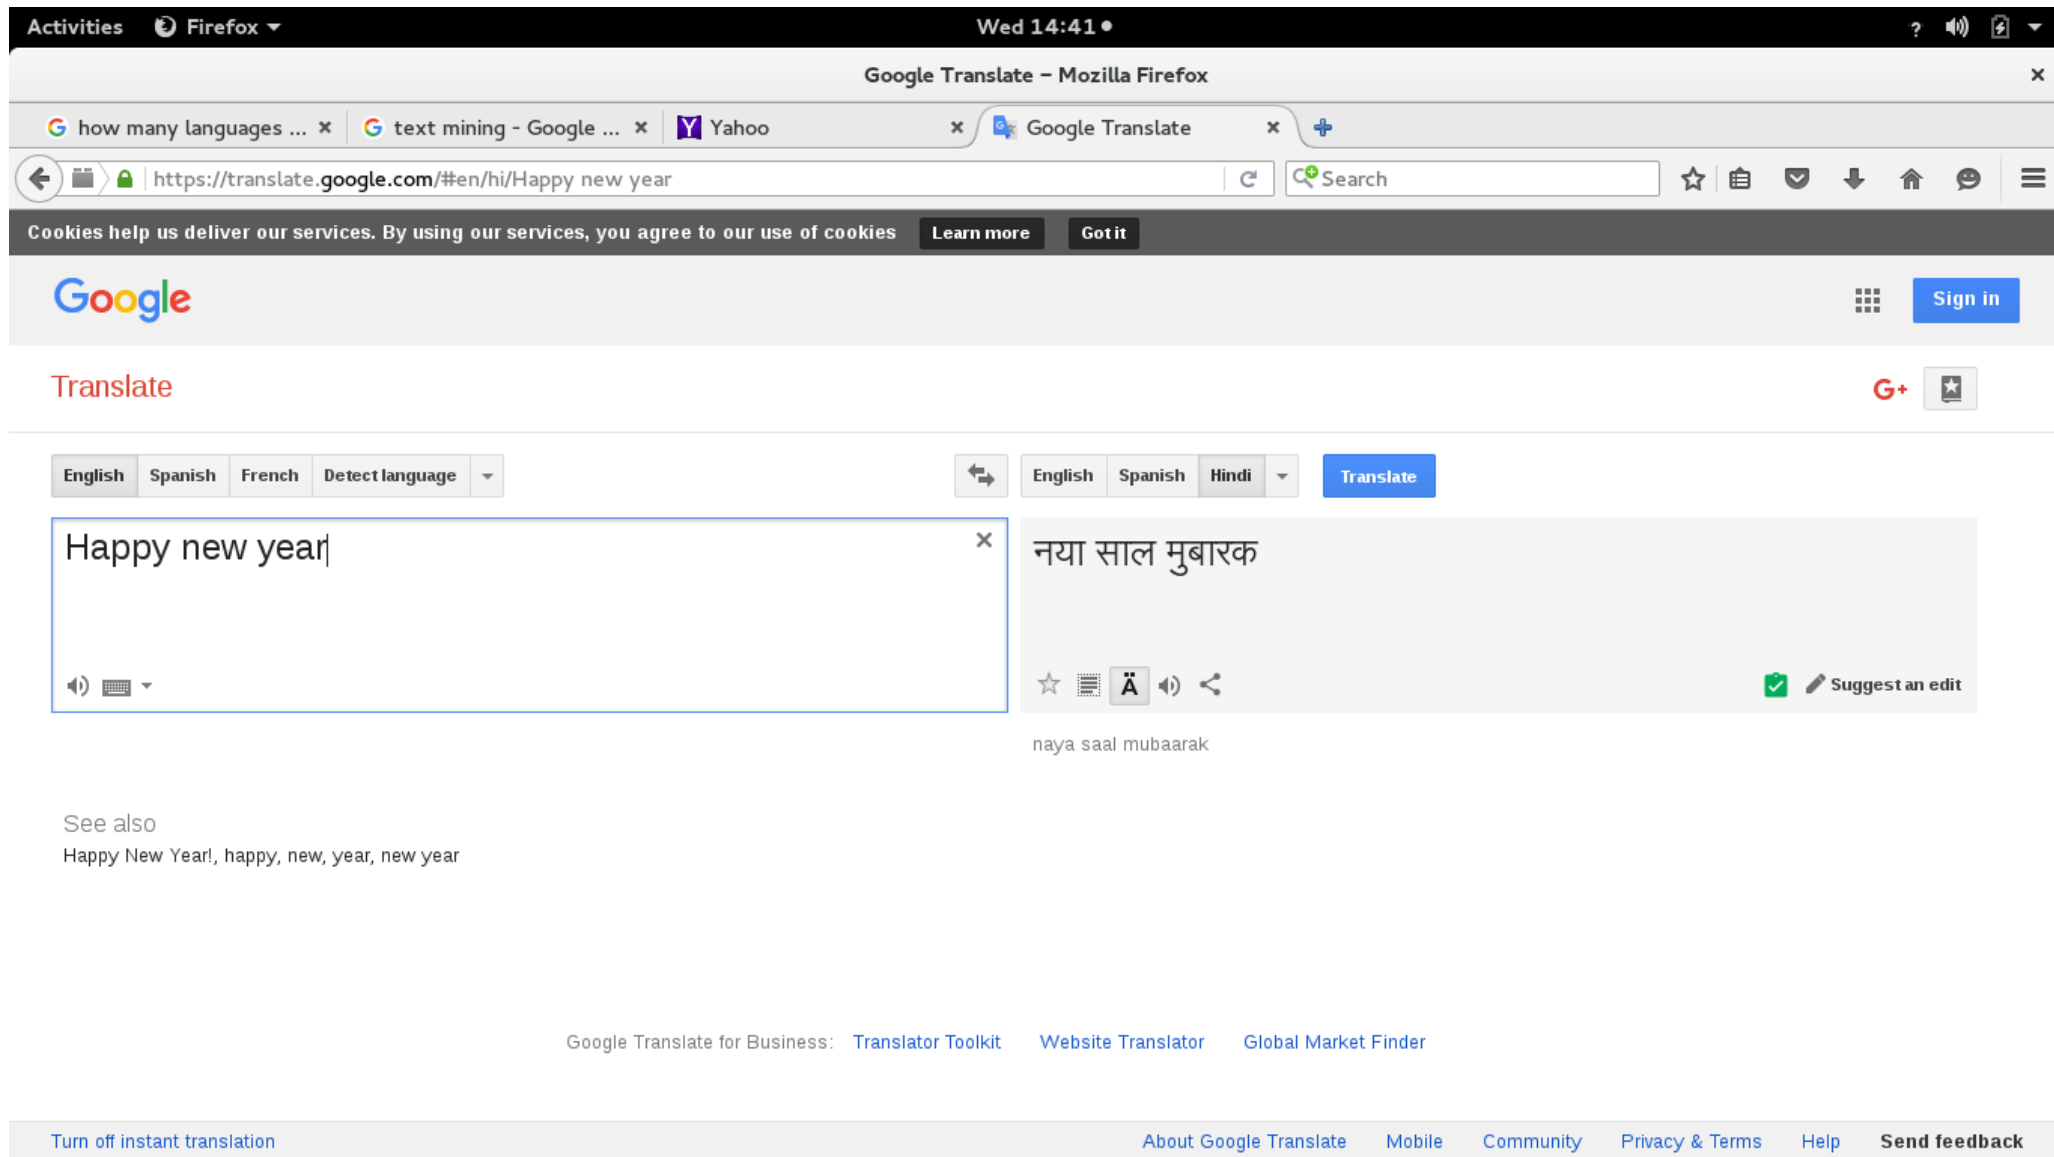 Activities Firefox Wed 14:41 ?
Google Translate – Mozilla Firefox
how many languages ... text mining - Google ... Yahoo Google Translate
https://translate.google.com/#en/hi/Happy new year Search
Cookies help us deliver our services. By using our services, you agree to our use of cookies Learn more Got it
Google Sign in
Translate G+
English Spanish French Detect language English Spanish Hindi Translate
Happy new year नया साल मुबारक
Ä Suggest an edit
naya saal mubaarak
See also
Happy New Year!, happy, new, year, new year
Google Translate for Business: Translator Toolkit Website Translator Global Market Finder
Turn off instant translation About Google Translate Mobile Community Privacy & Terms Help Send feedback